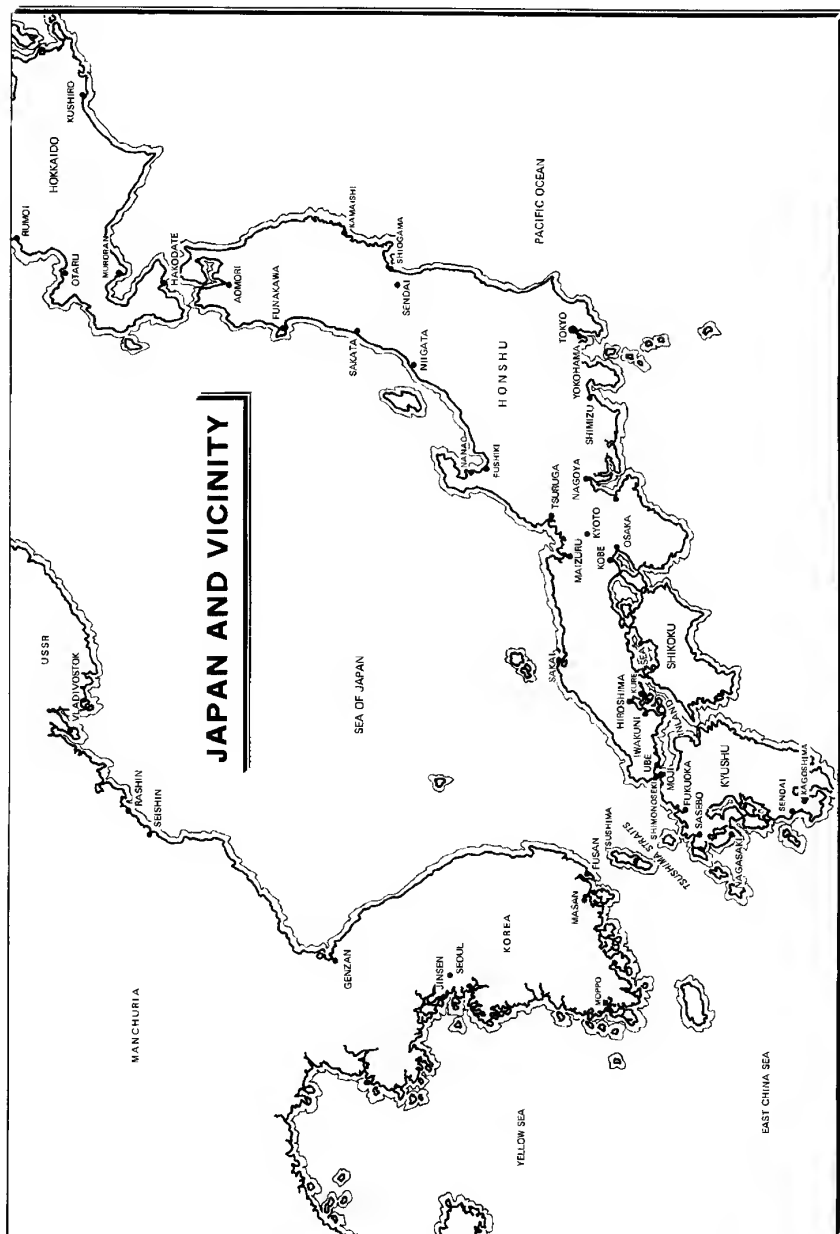 JAPAN AND VICINITY
USSR
VLADIVOSTOK
RASHIN
SEISHIN
MANCHURIA
GENZAN
JINSEN
SEOUL
KOREA
MASAN
FUSAN
MOPPO
YELLOW SEA
EAST CHINA SEA
SEA OF JAPAN
TSUSHIMA
TSUSHIMA STRAITS
RUMOI
HOKKAIDO
KUSHIRO
OTARU
MURORAN
HAKODATE
AOMORI
FUNAKAWA
KAMAISHI
SAKATA
SHIOGAMA
SENDAI
NIIGATA
HONSHU
PACIFIC OCEAN
NANAO
FUSHIKI
TOKYO
YOKOHAMA
SHIMIZU
NAGOYA
TSURUGA
MAIZURU
KYOTO
KOBE
OSAKA
SAKAI
HIROSHIMA
KURE
IWAKUNI
INLAND SEA
SHIKOKU
UBE
SHIMONOSEKI
MOJI
FUKUOKA
SASEBO
KYUSHU
NAGASAKI
SENDAI
KAGOSHIMA